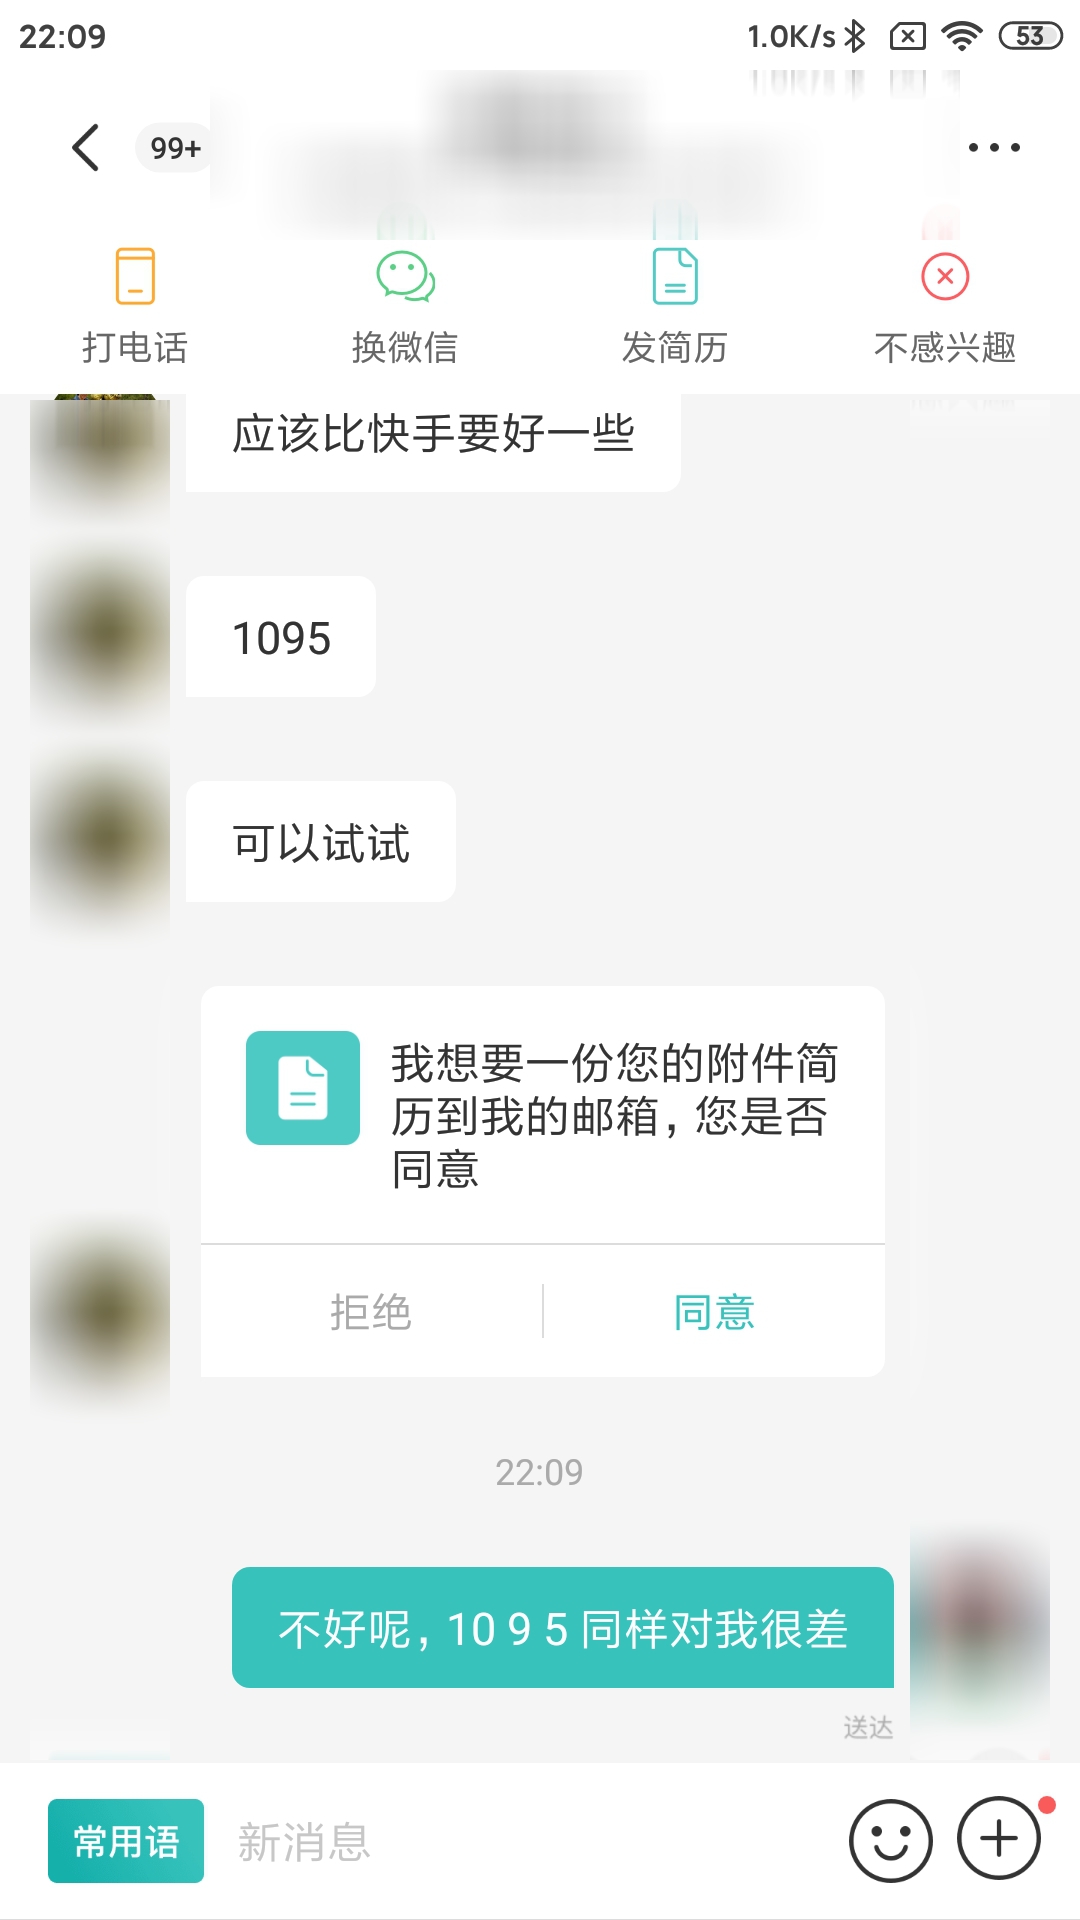 22:09
1.0K/s
53
99+
打电话
换微信
发简历
不感兴趣
应该比快手要好一些
1095
可以试试
我想要一份您的附件简
历到我的邮箱，您是否
同意
拒绝
同意
22:09
不好呢，10 9 5 同样对我很差
送达
常用语
新消息